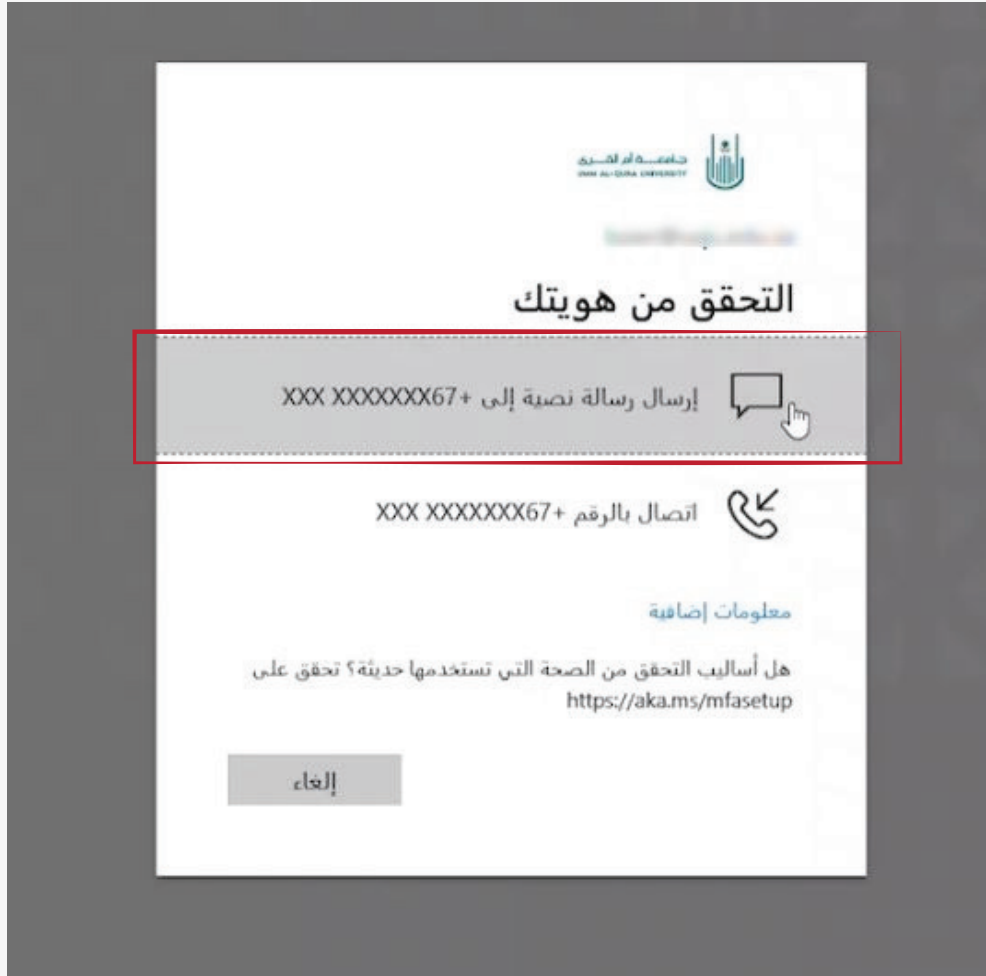 جامعة أم القرى
UMM AL-QURA UNIVERSITY
التحقق من هويتك
إرسال رسالة نصية إلى +XXX XXXXXXX67
اتصال بالرقم +XXX XXXXXXX67
معلومات إضافية
هل أساليب التحقق من الصحة التي تستخدمها حديثة؟ تحقق على
https://aka.ms/mfasetup
إلغاء